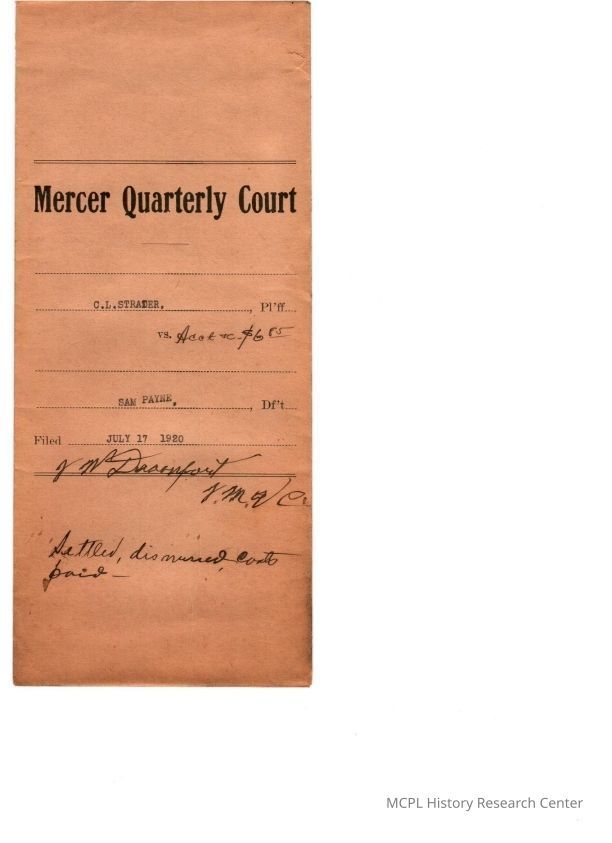 Mercer Quarterly Court
C.L.STRADER, , Pl'ff
vs. Acct &c $6 85
SAM PAYNE, , Df't
Filed JULY 17 1920
J W Davenport
Settled, dismissed, costs
paid —
MCPL History Research Center